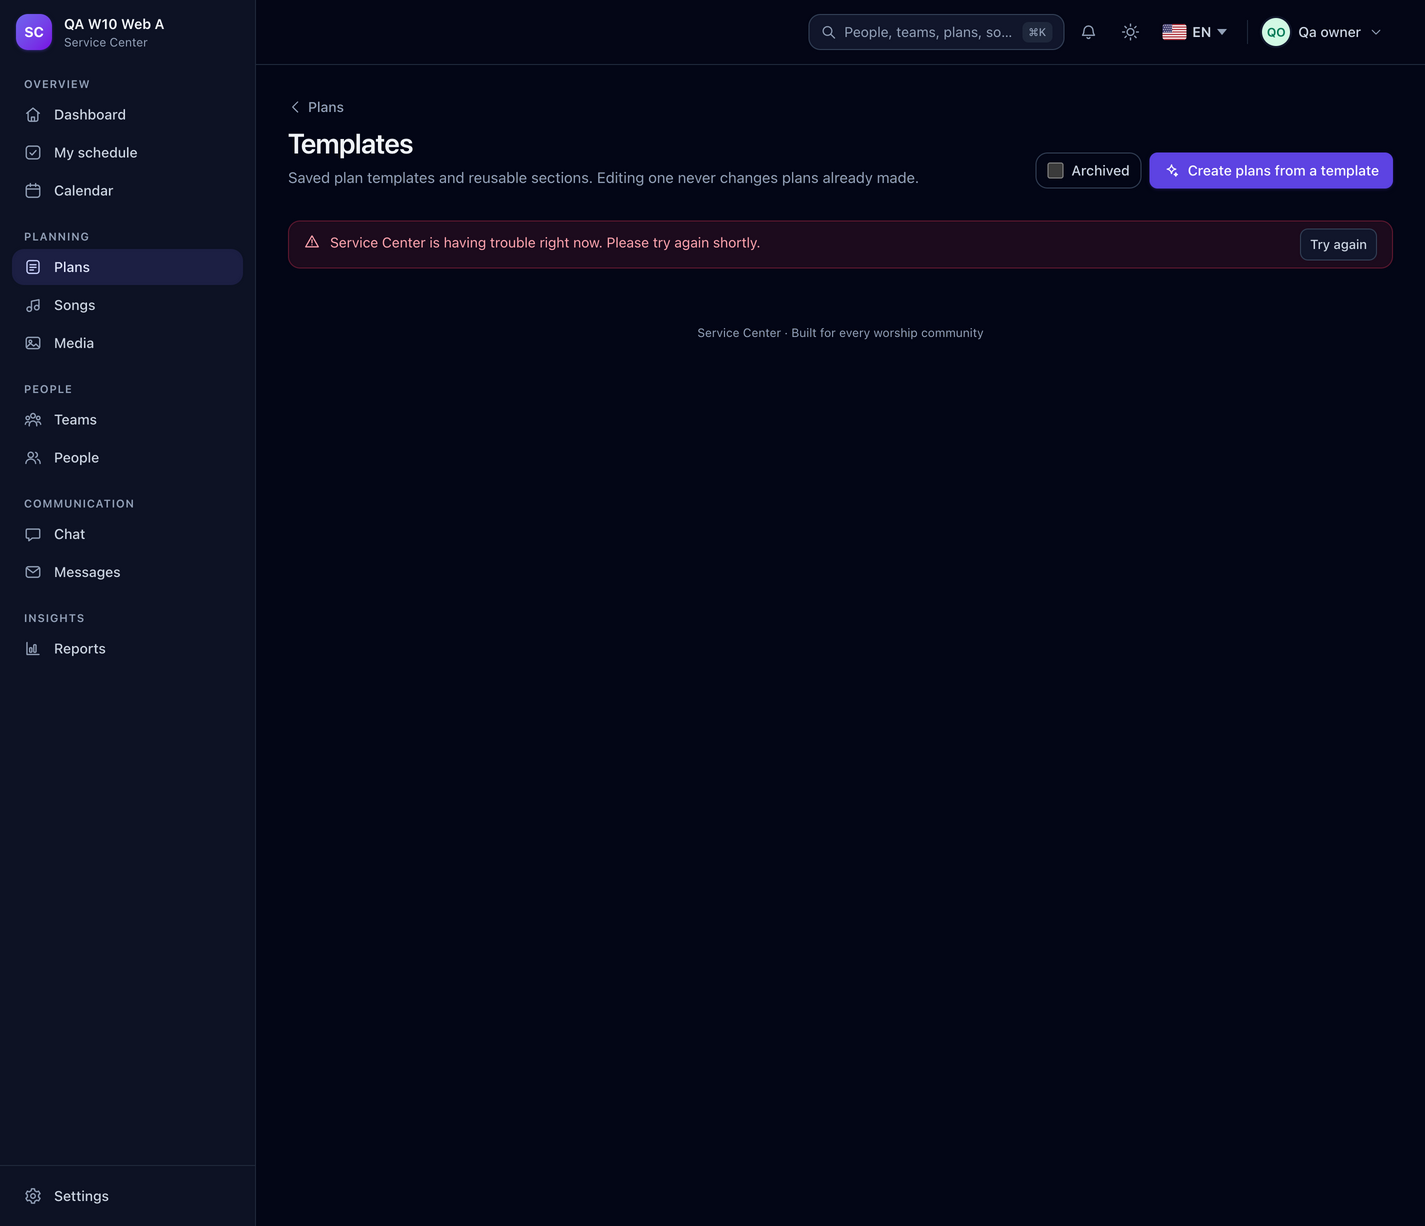 SC
QA W10 Web A
Service Center
People, teams, plans, so...
⌘K
EN
QO
Qa owner
OVERVIEW
Dashboard
My schedule
Calendar
PLANNING
Plans
Songs
Media
PEOPLE
Teams
People
COMMUNICATION
Chat
Messages
INSIGHTS
Reports
Settings
Plans
Templates
Saved plan templates and reusable sections. Editing one never changes plans already made.
Archived
Create plans from a template
Service Center is having trouble right now. Please try again shortly.
Try again
Service Center · Built for every worship community